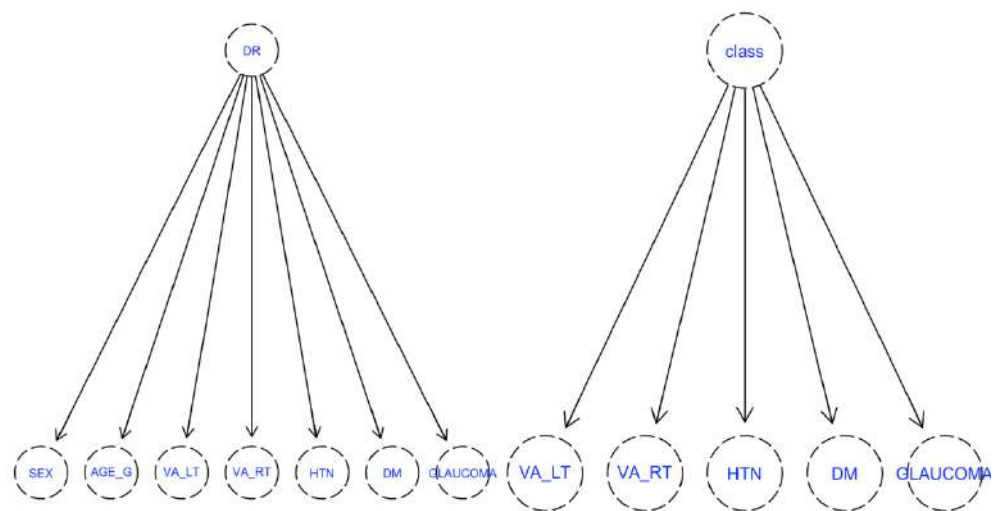 DR
class
SEX
AGE_G
VA_LT
VA_RT
HTN
DM
GLAUCOMA
VA_LT
VA_RT
HTN
DM
GLAUCOMA